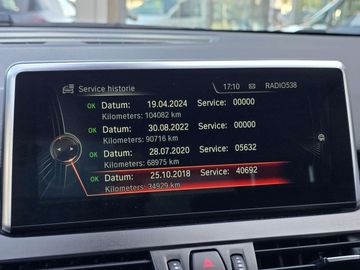 Service historie 17:10 RADIO538
OK Datum: 19.04.2024 Service: 00000
Kilometers: 104082 km
OK Datum: 30.08.2022 Service: 00000
Kilometers: 90716 km
OK Datum: 28.07.2020 Service: 05632
Kilometers: 68975 km
OK Datum: 25.10.2018 Service: 40692
Kilometers: 34929 km